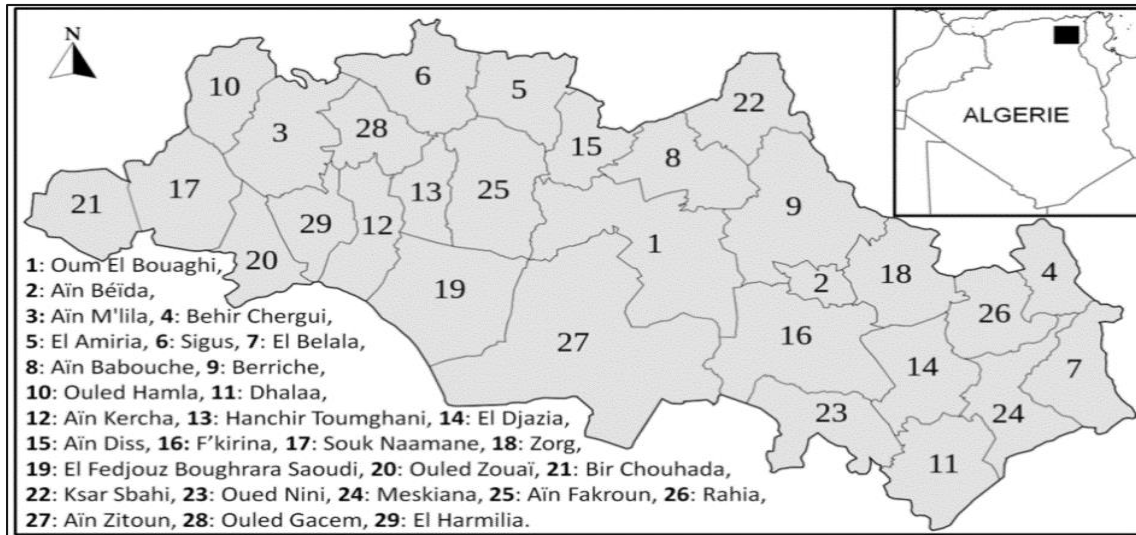 N
10
6
5
22
ALGERIE
3
28
15
8
21
17
13
25
9
29
12
1
20
19
2
18
4
26
27
16
14
7
23
24
11
1: Oum El Bouaghi,
2: Aïn Béïda,
3: Aïn M'lila, 4: Behir Chergui,
5: El Amiria, 6: Sigus, 7: El Belala,
8: Aïn Babouche, 9: Berriche,
10: Ouled Hamla, 11: Dhalaa,
12: Aïn Kercha, 13: Hanchir Toumghani, 14: El Djazia,
15: Aïn Diss, 16: F’kirina, 17: Souk Naamane, 18: Zorg,
19: El Fedjouz Boughrara Saoudi, 20: Ouled Zouaï, 21: Bir Chouhada,
22: Ksar Sbahi, 23: Oued Nini, 24: Meskiana, 25: Aïn Fakroun, 26: Rahia,
27: Aïn Zitoun, 28: Ouled Gacem, 29: El Harmilia.